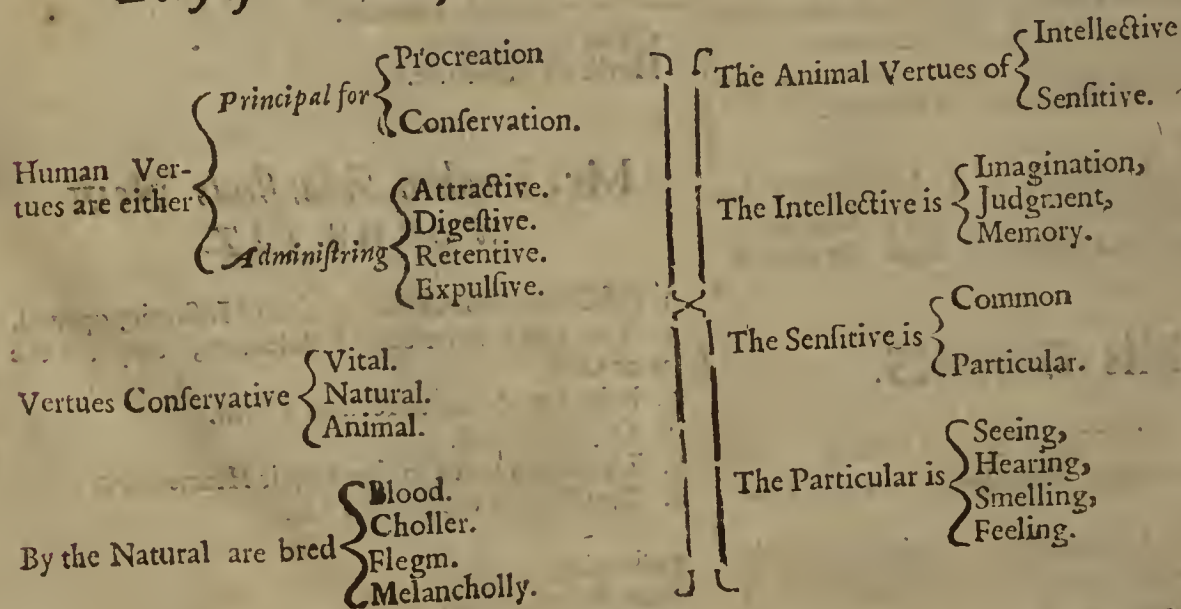 Human Ver-
tues are either
Principal for
Procreation
Conſervation.
Adminiſtring
Attractive.
Digeſtive.
Retentive.
Expulſive.
Vertues Conſervative
Vital.
Natural.
Animal.
By the Natural are bred
Blood.
Choller.
Flegm.
Melancholly.
The Animal Vertues of
Intellective
Senſitive.
The Intellective is
Imagination,
Judgment,
Memory.
The Senſitive is
Common
Particular.
The Particular is
Seeing,
Hearing,
Smelling,
Feeling.